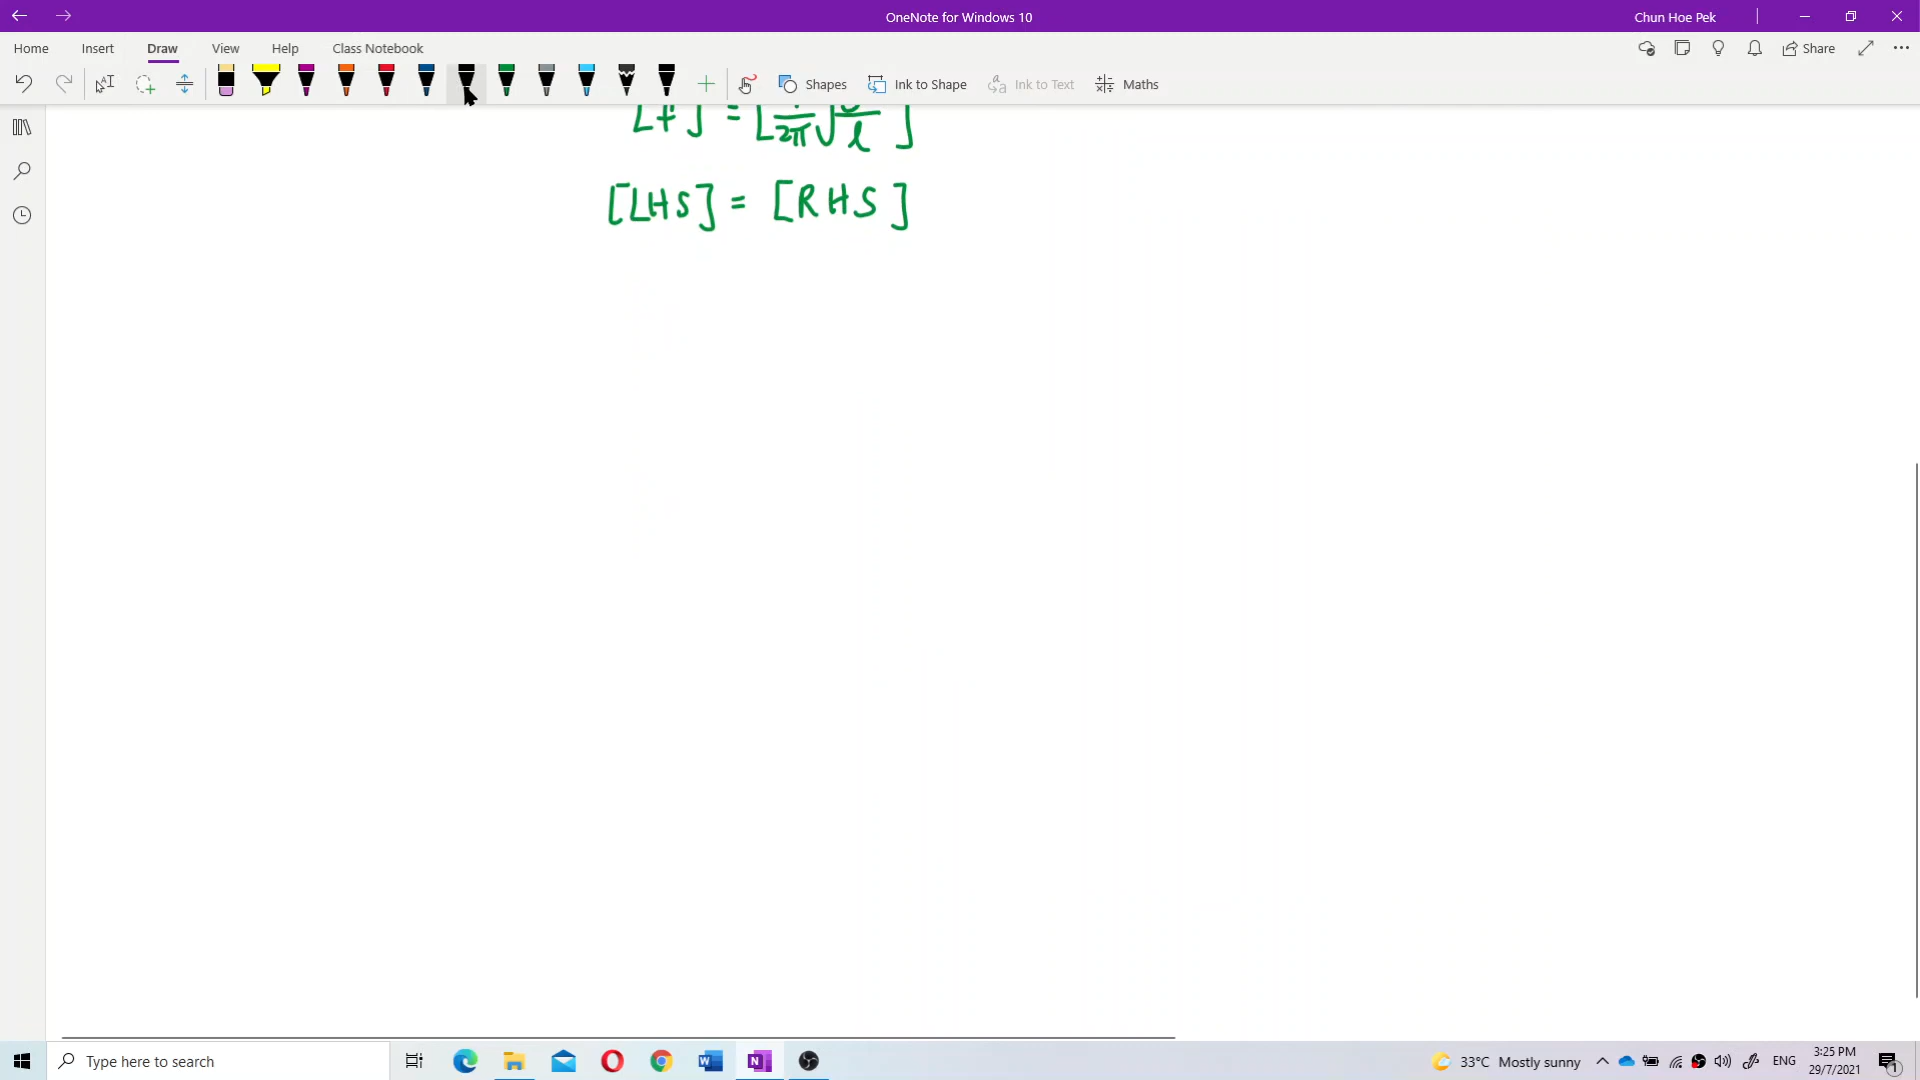 OneNote for Windows 10
Chun Hoe Pek
Home Insert Draw View Help Class Notebook
Share
Shapes Ink to Shape Ink to Text Maths
2π l
[LHS] = [RHS]
Type here to search
33°C Mostly sunny
ENG
3:25 PM
29/7/2021
1